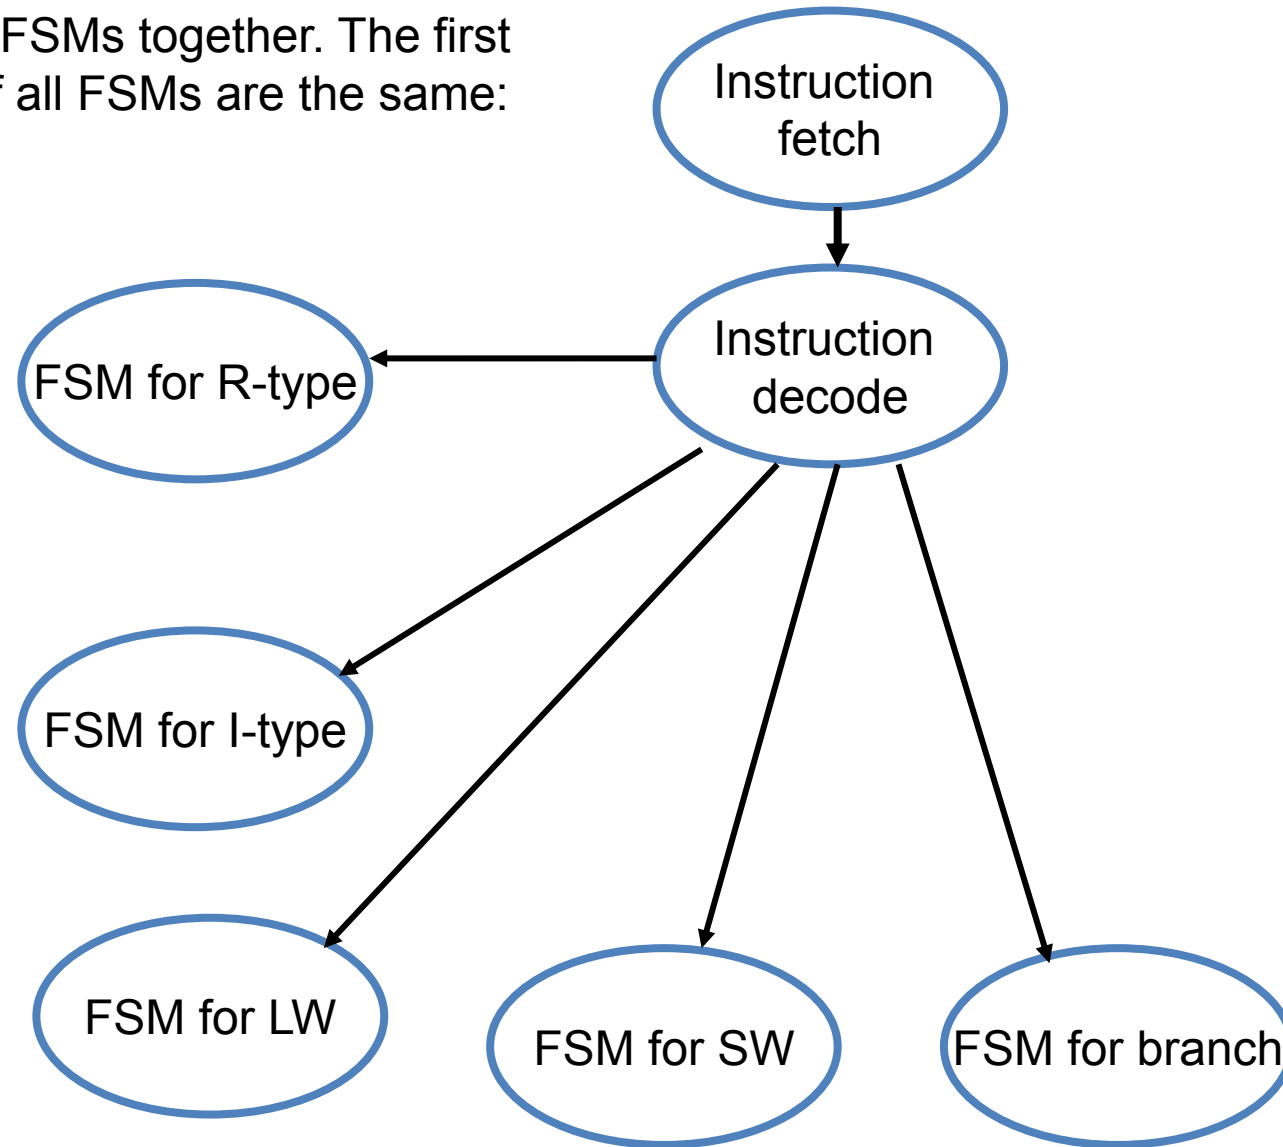 FSMs together. The first
all FSMs are the same:
Instruction
fetch
Instruction
decode
FSM for R-type
FSM for I-type
FSM for LW
FSM for SW
FSM for branch